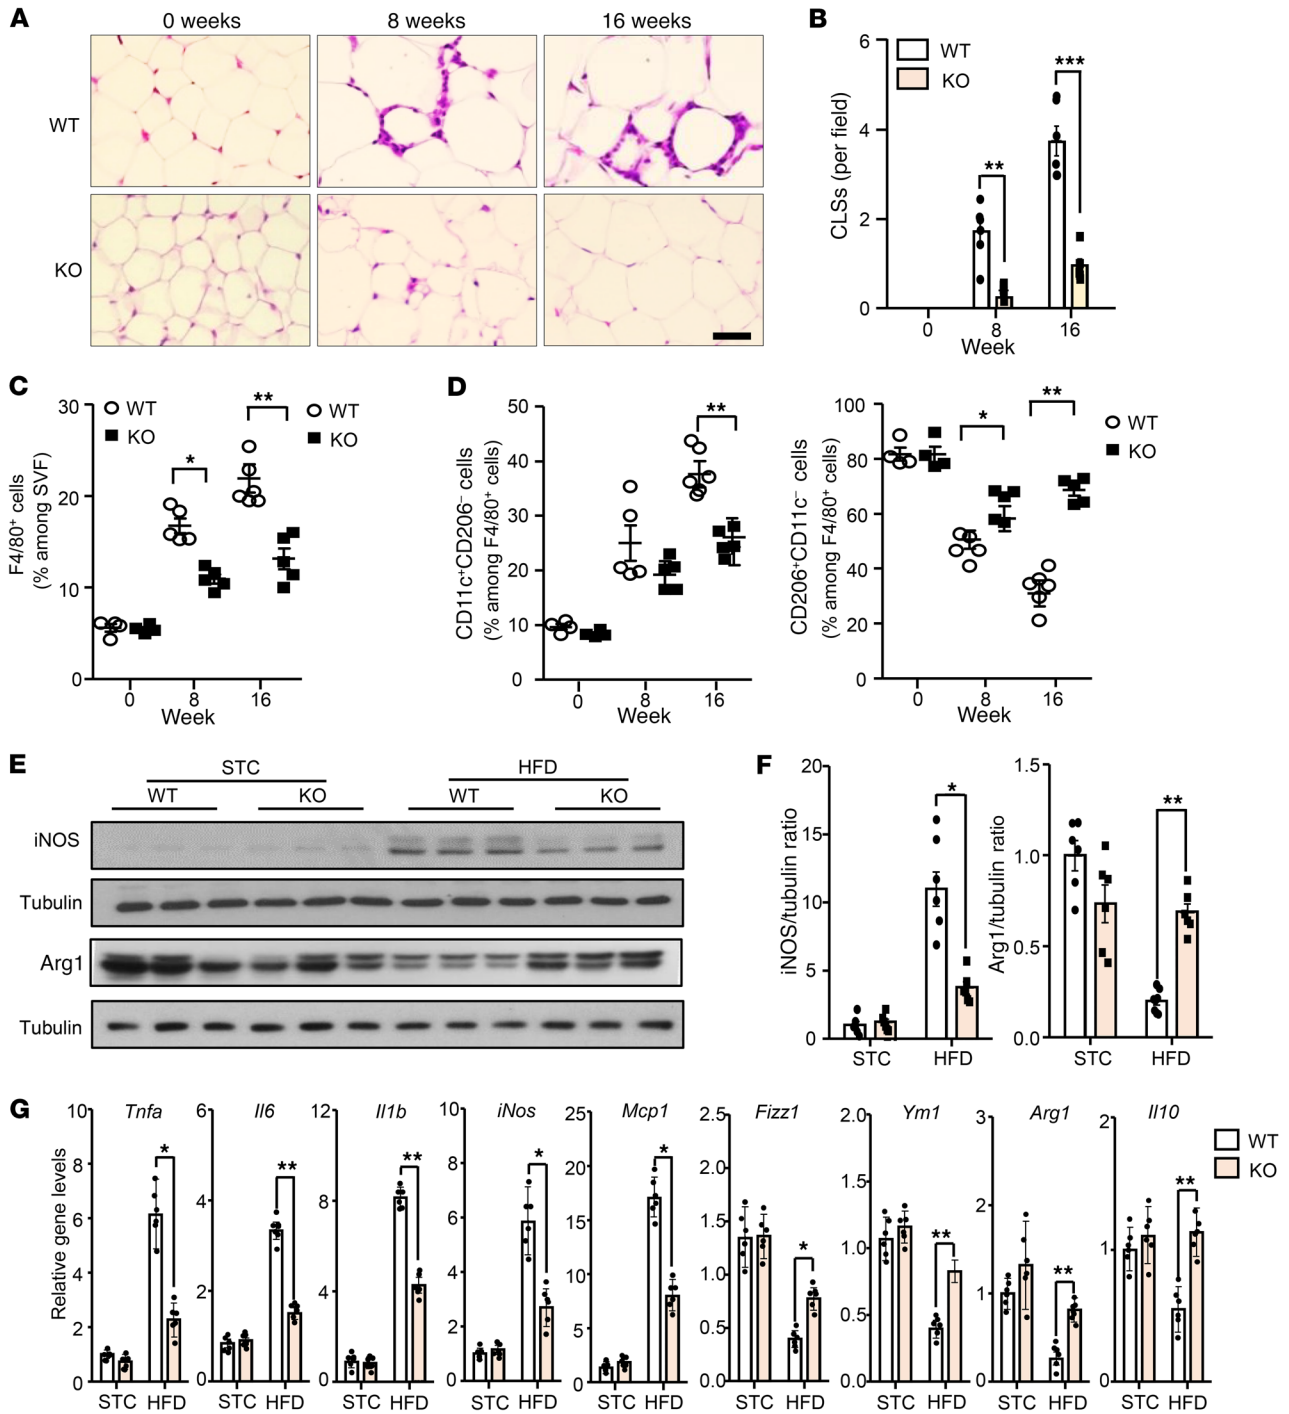 A
0 weeks
8 weeks
16 weeks
WT
KO
B
CLSs (per field)
6
4
2
0
WT
KO
**
***
0
8
16
Week
C
F4/80⁺ cells
(% among SVF)
30
20
10
0
WT
KO
*
**
WT
KO
0
8
16
Week
D
CD11c⁺CD206⁻ cells
(% among F4/80⁺ cells)
50
40
30
20
10
0
**
0
8
16
Week
CD206⁺CD11c⁻ cells
(% among F4/80⁺ cells)
100
80
60
40
20
0
*
**
WT
KO
0
8
16
Week
E
STC
HFD
WT
KO
WT
KO
iNOS
Tubulin
Arg1
Tubulin
F
iNOS/tubulin ratio
20
15
10
5
0
*
STC
HFD
Arg1/tubulin ratio
1.5
1.0
0.5
0.0
**
STC
HFD
G
Relative gene levels
Tnfa
10
8
6
4
2
0
*
STC HFD
Il6
6
4
2
0
**
STC HFD
Il1b
12
8
4
0
**
STC HFD
iNos
10
8
6
4
2
0
*
STC HFD
Mcp1
25
20
15
10
5
0
*
STC HFD
Fizz1
2.5
2.0
1.5
1.0
0.5
0.0
*
STC HFD
Ym1
2.0
1.5
1.0
0.5
0.0
**
STC HFD
Arg1
3
2
1
0
**
STC HFD
Il10
2
1
0
**
STC HFD
WT
KO